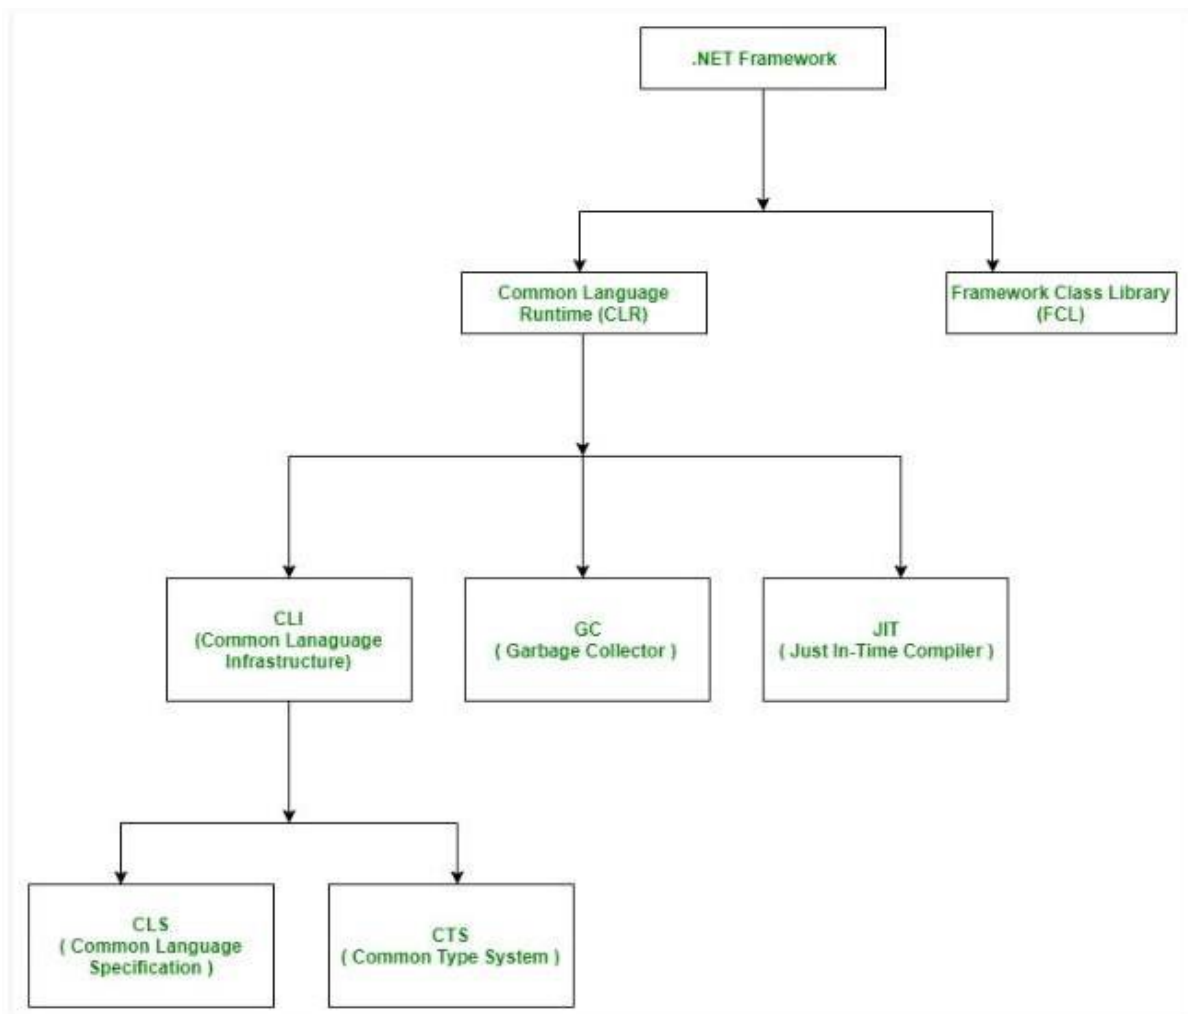 .NET Framework
Common Language
Runtime (CLR)
Framework Class Library
(FCL)
CLI
(Common Lanaguage
Infrastructure)
GC
( Garbage Collector )
JIT
( Just In-Time Compiler )
CLS
( Common Language
Specification )
CTS
( Common Type System )